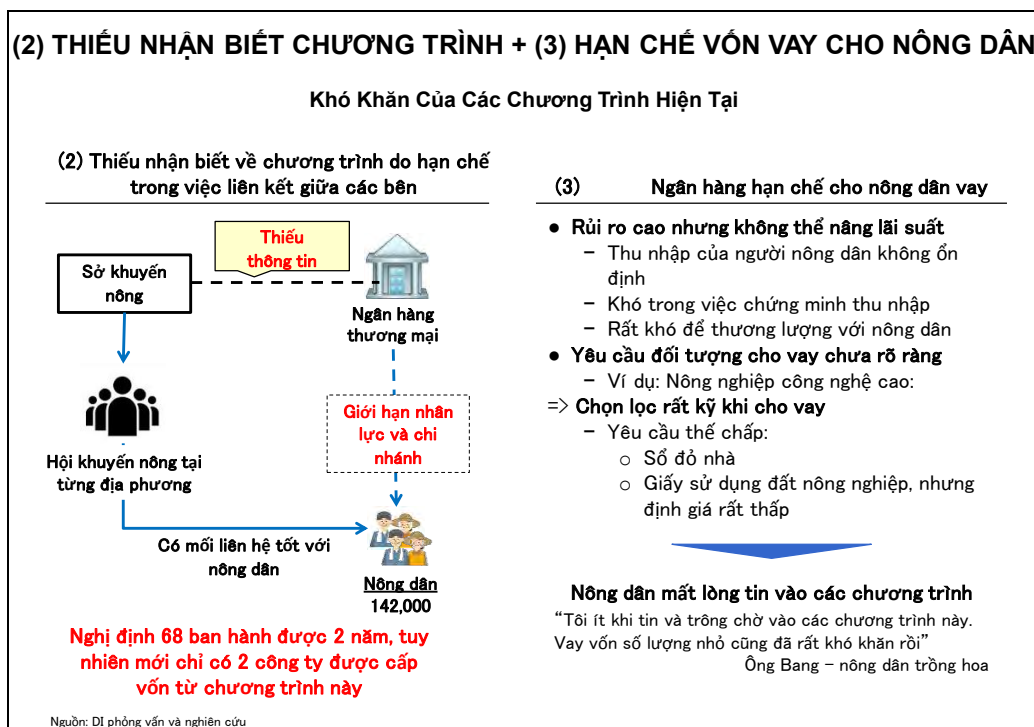 (2) THIẾU NHẬN BIẾT CHƯƠNG TRÌNH + (3) HẠN CHẾ VỐN VAY CHO NÔNG DÂN
Khó Khăn Của Các Chương Trình Hiện Tại
(2) Thiếu nhận biết về chương trình do hạn chế
trong việc liên kết giữa các bên
Thiếu
thông tin
Sở khuyến
nông
Ngân hàng
thương mại
Giới hạn nhân
lực và chi
nhánh
Hội khuyến nông tại
từng địa phương
Có mối liên hệ tốt với
nông dân
Nông dân
142,000
Nghị định 68 ban hành được 2 năm, tuy
nhiên mới chỉ có 2 công ty được cấp
vốn từ chương trình này
(3) Ngân hàng hạn chế cho nông dân vay
● Rủi ro cao nhưng không thể nâng lãi suất
– Thu nhập của người nông dân không ổn
định
– Khó trong việc chứng minh thu nhập
– Rất khó để thương lượng với nông dân
● Yêu cầu đối tượng cho vay chưa rõ ràng
– Ví dụ: Nông nghiệp công nghệ cao:
=> Chọn lọc rất kỹ khi cho vay
– Yêu cầu thế chấp:
○ Sổ đỏ nhà
○ Giấy sử dụng đất nông nghiệp, nhưng
định giá rất thấp
Nông dân mất lòng tin vào các chương trình
“Tôi ít khi tin và trông chờ vào các chương trình này.
Vay vốn số lượng nhỏ cũng đã rất khó khăn rồi”
Ông Bang – nông dân trồng hoa
Nguồn: DI phỏng vấn và nghiên cứu